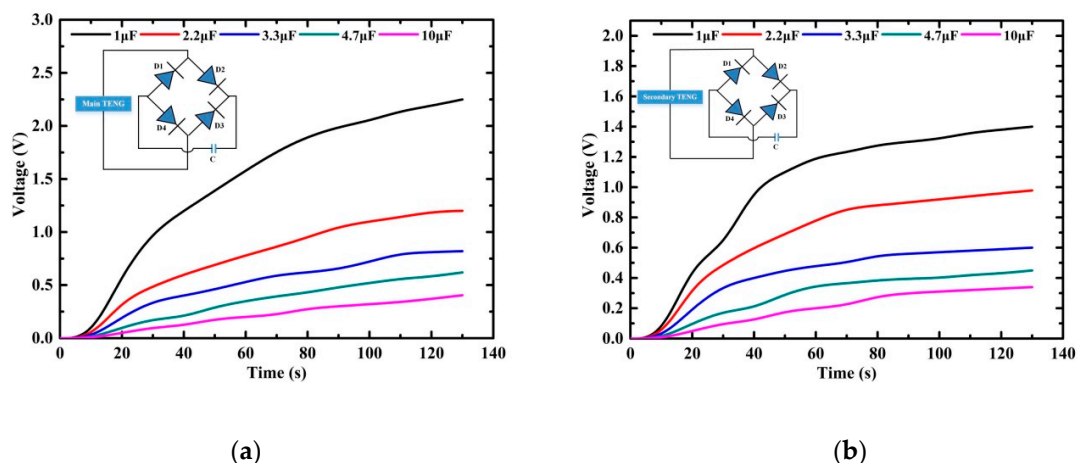 1μF 2.2μF 3.3μF 4.7μF 10μF
3.0
2.5
2.0
1.5
1.0
0.5
0.0
Voltage (V)
D1 D2
Main TENG
D4 D3
C
0 20 40 60 80 100 120 140
Time (s)
(a)
1μF 2.2μF 3.3μF 4.7μF 10μF
2.0
1.8
1.6
1.4
1.2
1.0
0.8
0.6
0.4
0.2
0.0
Voltage (V)
D1 D2
Secondary TENG
D4 D3
C
0 20 40 60 80 100 120 140
Time (s)
(b)